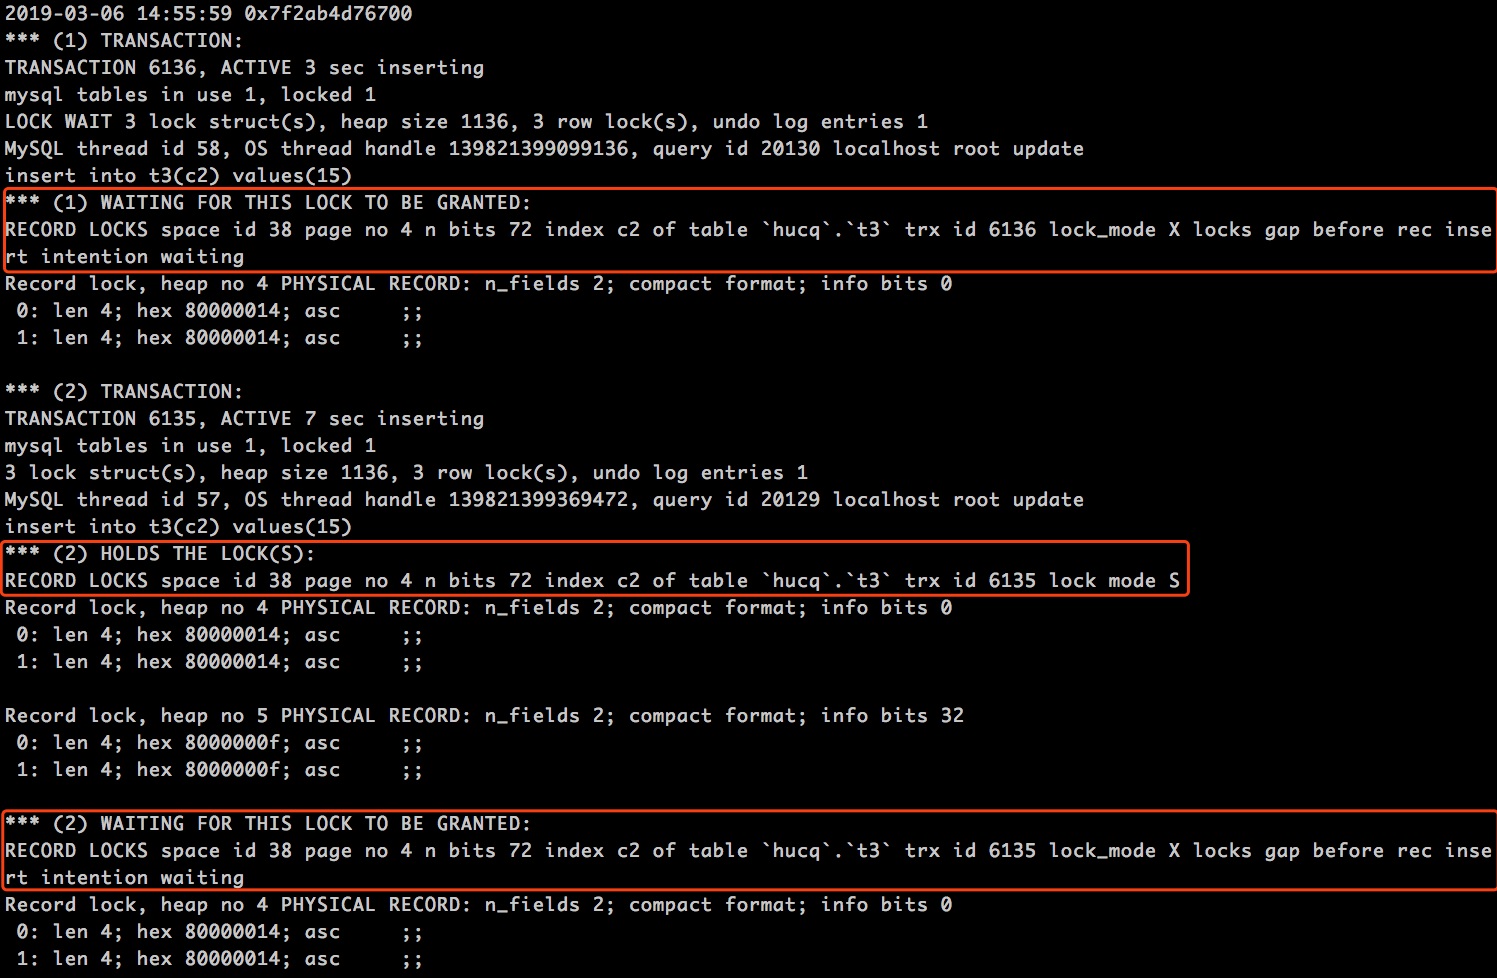 2019-03-06 14:55:59 0x7f2ab4d76700
*** (1) TRANSACTION:
TRANSACTION 6136, ACTIVE 3 sec inserting
mysql tables in use 1, locked 1
LOCK WAIT 3 lock struct(s), heap size 1136, 3 row lock(s), undo log entries 1
MySQL thread id 58, OS thread handle 139821399099136, query id 20130 localhost root update
insert into t3(c2) values(15)
*** (1) WAITING FOR THIS LOCK TO BE GRANTED:
RECORD LOCKS space id 38 page no 4 n bits 72 index c2 of table `hucq`.`t3` trx id 6136 lock_mode X locks gap before rec inse
rt intention waiting
Record lock, heap no 4 PHYSICAL RECORD: n_fields 2; compact format; info bits 0
 0: len 4; hex 80000014; asc     ;;
 1: len 4; hex 80000014; asc     ;;

*** (2) TRANSACTION:
TRANSACTION 6135, ACTIVE 7 sec inserting
mysql tables in use 1, locked 1
3 lock struct(s), heap size 1136, 3 row lock(s), undo log entries 1
MySQL thread id 57, OS thread handle 139821399369472, query id 20129 localhost root update
insert into t3(c2) values(15)
*** (2) HOLDS THE LOCK(S):
RECORD LOCKS space id 38 page no 4 n bits 72 index c2 of table `hucq`.`t3` trx id 6135 lock mode S
Record lock, heap no 4 PHYSICAL RECORD: n_fields 2; compact format; info bits 0
 0: len 4; hex 80000014; asc     ;;
 1: len 4; hex 80000014; asc     ;;

Record lock, heap no 5 PHYSICAL RECORD: n_fields 2; compact format; info bits 32
 0: len 4; hex 8000000f; asc     ;;
 1: len 4; hex 8000000f; asc     ;;

*** (2) WAITING FOR THIS LOCK TO BE GRANTED:
RECORD LOCKS space id 38 page no 4 n bits 72 index c2 of table `hucq`.`t3` trx id 6135 lock_mode X locks gap before rec inse
rt intention waiting
Record lock, heap no 4 PHYSICAL RECORD: n_fields 2; compact format; info bits 0
 0: len 4; hex 80000014; asc     ;;
 1: len 4; hex 80000014; asc     ;;